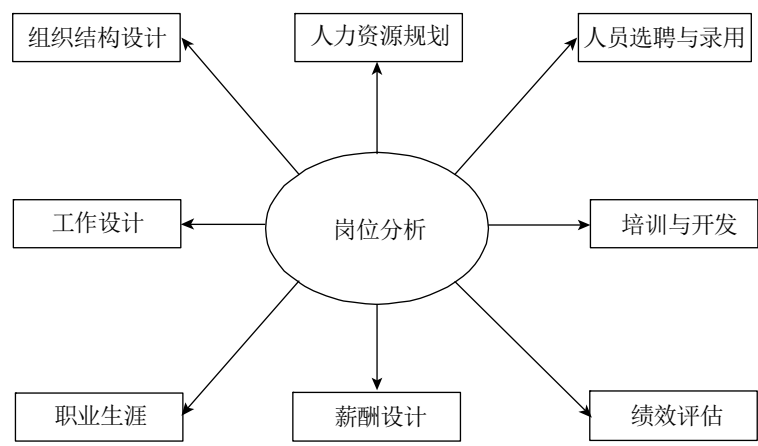 组织结构设计
人力资源规划
人员选聘与录用
工作设计
岗位分析
培训与开发
职业生涯
薪酬设计
绩效评估